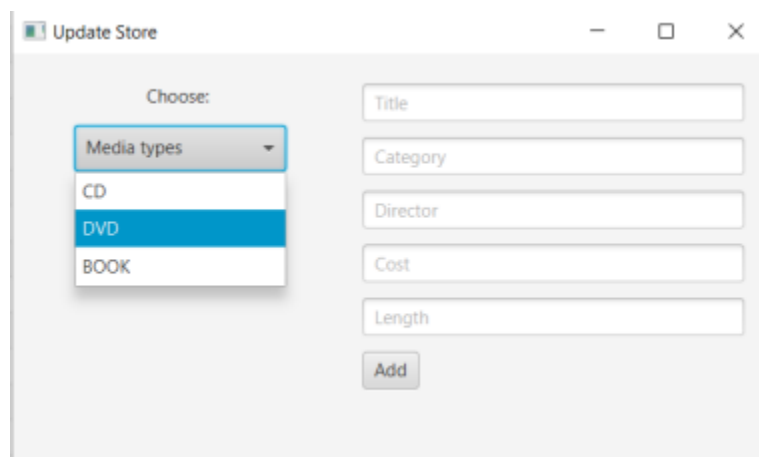 Update Store
Choose:
Media types
CD
DVD
BOOK
Title
Category
Director
Cost
Length
Add